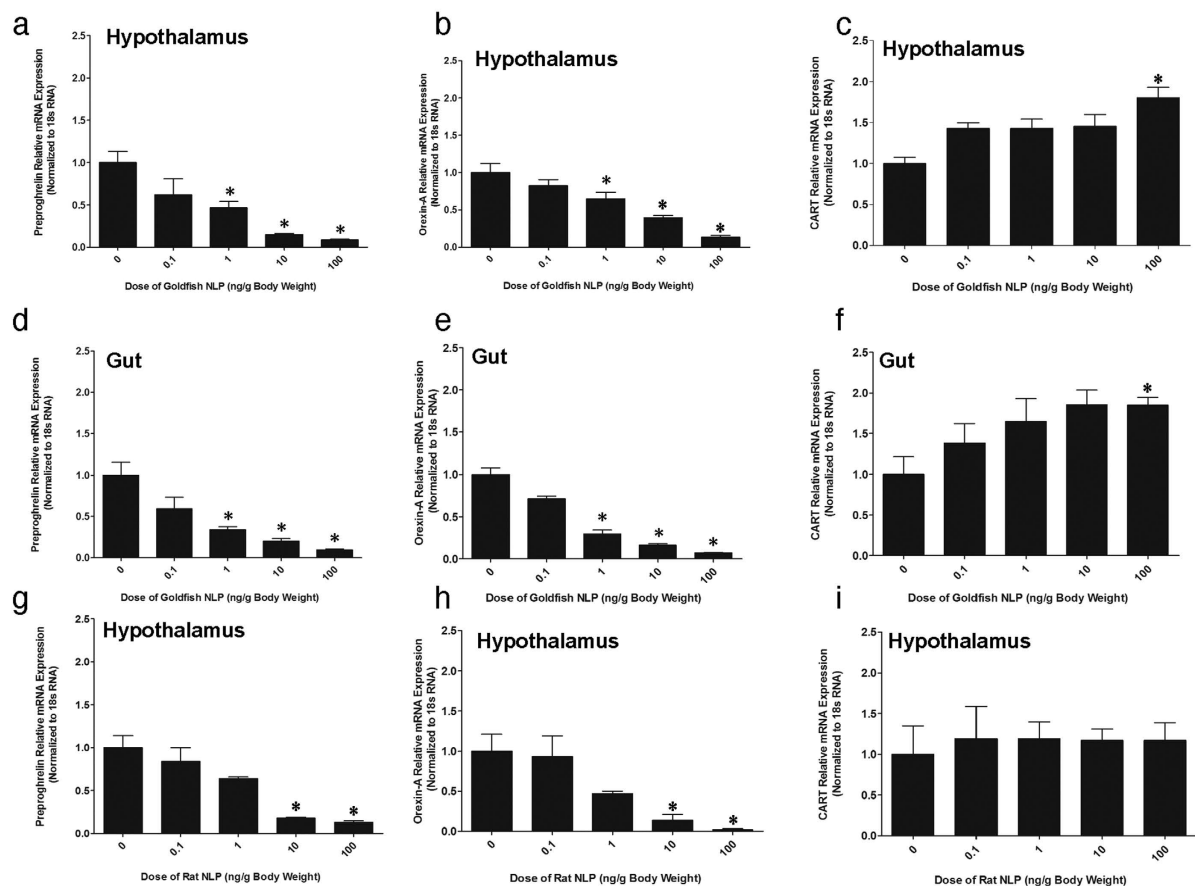 a
Hypothalamus
Preproghrelin Relative mRNA Expression
(Normalized to 18s RNA)
2.5
2.0
1.5
1.0
0.5
0.0
*
*
*
0
0.1
1
10
100
Dose of Goldfish NLP (ng/g Body Weight)
b
Hypothalamus
Orexin-A Relative mRNA Expression
(Normalized to 18s RNA)
2.5
2.0
1.5
1.0
0.5
0.0
*
*
*
0
0.1
1
10
100
Dose of Goldfish NLP (ng/g Body Weight)
c
Hypothalamus
CART Relative mRNA Expression
(Normalized to 18s RNA)
2.5
2.0
1.5
1.0
0.5
0.0
*
0
0.1
1
10
100
Dose of Goldfish NLP (ng/g Body Weight)
d
Gut
Preproghrelin Relative mRNA Expression
(Normalized to 18s RNA)
2.5
2.0
1.5
1.0
0.5
0.0
*
*
*
0
0.1
1
10
100
Dose of Goldfish NLP (ng/g Body Weight)
e
Gut
Orexin-A Relative mRNA Expression
(Normalized to 18s RNA)
2.5
2.0
1.5
1.0
0.5
0.0
*
*
*
0
0.1
1
10
100
Dose of Goldfish NLP (ng/g Body Weight)
f
Gut
CART Relative mRNA Expression
(Normalized to 18s RNA)
2.5
2.0
1.5
1.0
0.5
0.0
*
0
0.1
1
10
100
Dose of Goldfish NLP (ng/g Body Weight)
g
Hypothalamus
Preproghrelin Relative mRNA Expression
(Normalized to 18s RNA)
2.5
2.0
1.5
1.0
0.5
0.0
*
*
0
0.1
1
10
100
Dose of Rat NLP (ng/g Body Weight)
h
Hypothalamus
Orexin-A Relative mRNA Expression
(Normalized to 18s RNA)
2.5
2.0
1.5
1.0
0.5
0.0
*
*
0
0.1
1
10
100
Dose of Rat NLP (ng/g Body Weight)
i
Hypothalamus
CART Relative mRNA Expression
(Normalized to 18s RNA)
2.5
2.0
1.5
1.0
0.5
0.0
0
0.1
1
10
100
Dose of Rat NLP (ng/g Body Weight)